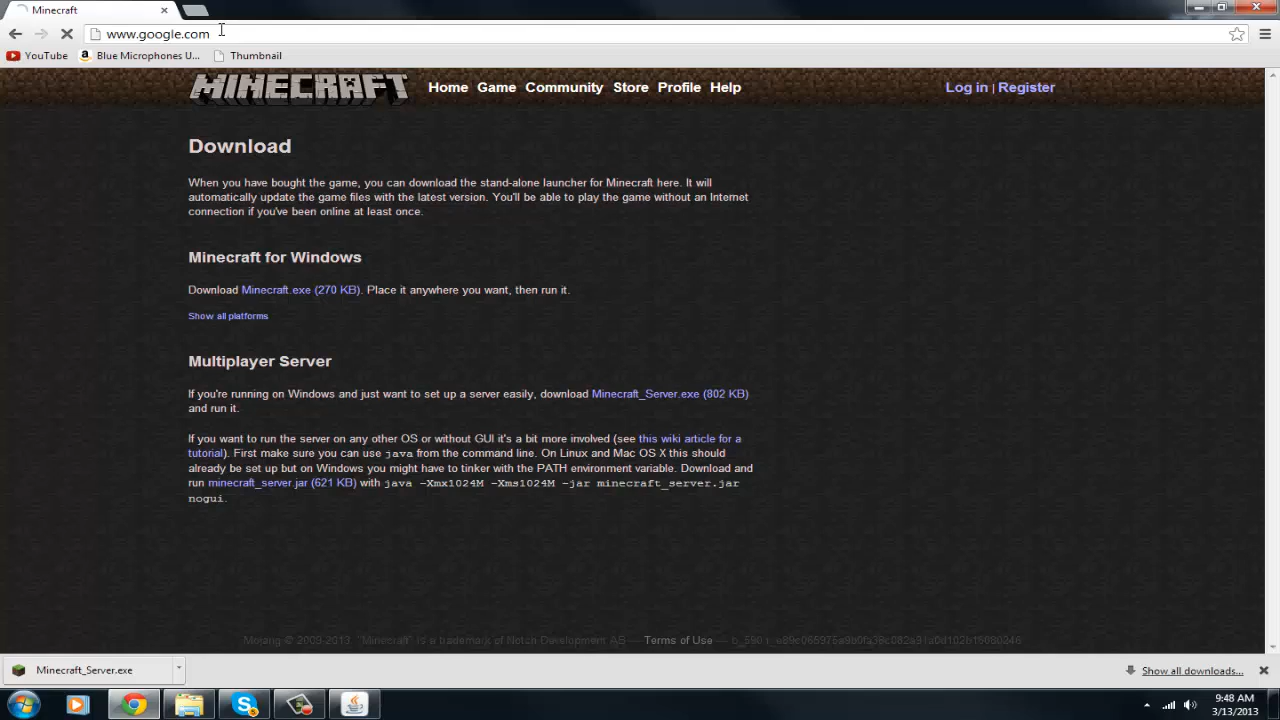 Minecraft
www.google.com
YouTube Blue Microphones U... Thumbnail
MINECRAFT Home Game Community Store Profile Help Log in | Register
Download
When you have bought the game, you can download the stand-alone launcher for Minecraft here. It will
automatically update the game files with the latest version. You'll be able to play the game without an Internet
connection if you've been online at least once.
Minecraft for Windows
Download Minecraft.exe (270 KB). Place it anywhere you want, then run it.
Show all platforms
Multiplayer Server
If you're running on Windows and just want to set up a server easily, download Minecraft_Server.exe (802 KB)
and run it.
If you want to run the server on any other OS or without GUI it's a bit more involved (see this wiki article for a
tutorial). First make sure you can use java from the command line. On Linux and Mac OS X this should
already be set up but on Windows you might have to tinker with the PATH environment variable. Download and
run minecraft_server.jar (621 KB) with java -Xmx1024M -Xms1024M -jar minecraft_server.jar
nogui.
Mojang © 2009-2013. "Minecraft" is a trademark of Notch Development AB — Terms of Use —
Minecraft_Server.exe Show all downloads...
9:48 AM
3/13/2013